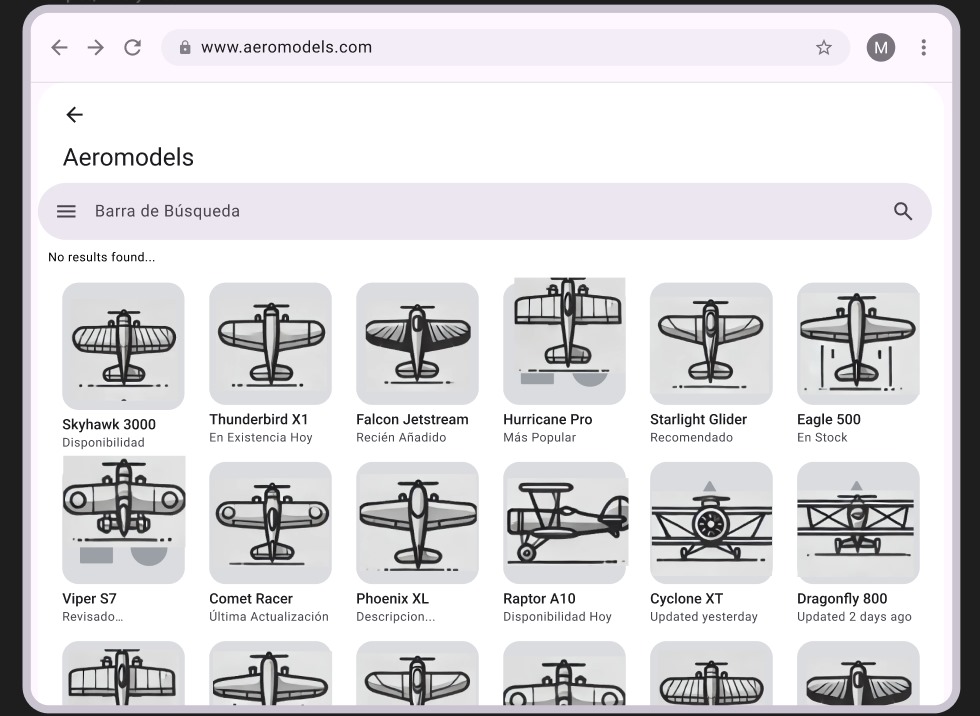 www.aeromodels.com
M
Aeromodels
Barra de Búsqueda
No results found...
Skyhawk 3000
Disponibilidad
Thunderbird X1
En Existencia Hoy
Falcon Jetstream
Recién Añadido
Hurricane Pro
Más Popular
Starlight Glider
Recomendado
Eagle 500
En Stock
Viper S7
Revisado...
Comet Racer
Última Actualización
Phoenix XL
Descripcion...
Raptor A10
Disponibilidad Hoy
Cyclone XT
Updated yesterday
Dragonfly 800
Updated 2 days ago